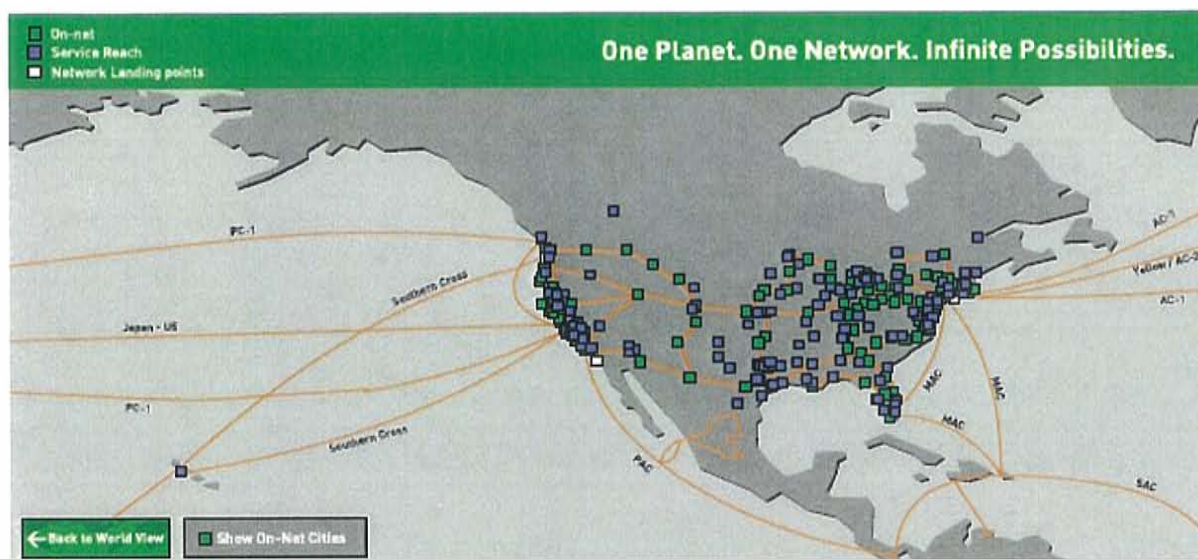 On-net
Service Reach
Network Landing points
One Planet. One Network. Infinite Possibilities.
PC-1
Southern Cross
Japan - US
PC-1
Southern Cross
PAC
MAC
MAC
MAC
SAC
AC-1
Yellow / AC-2
AC-1
←Back to World View
Show On-Net Cities